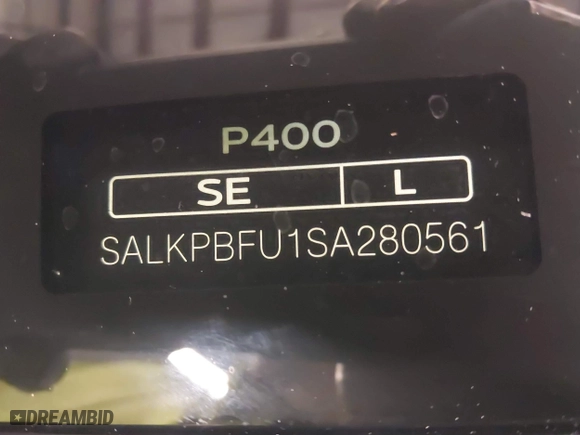 P400
SE L
SALKPBFU1SA280561
DREAMBID